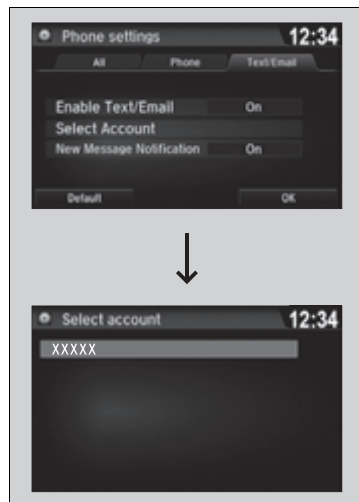 Phone settings 12:34
All Phone Text/Email
Enable Text/Email On
Select Account
New Message Notification On
Default OK
Select account 12:34
XXXXX